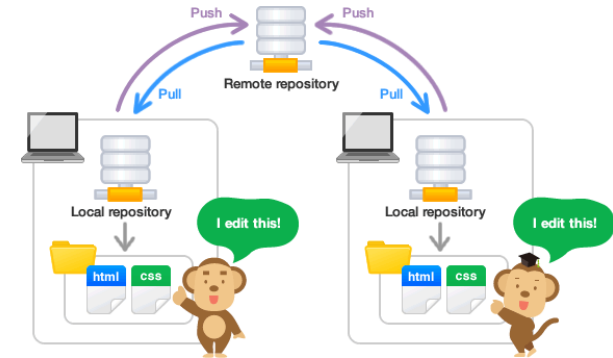 Push
Push
Remote repository
Pull
Pull
Local repository
I edit this!
html
css
Local repository
I edit this!
html
css